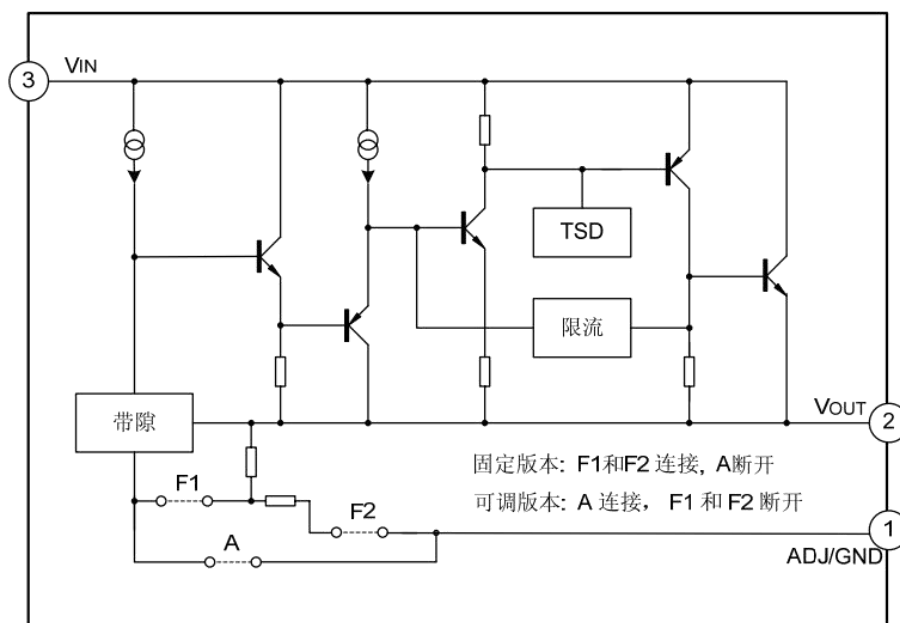 3
VIN
TSD
限流
带隙
VOUT
2
固定版本: F1和F2 连接, A断开
F1
可调版本: A 连接, F1 和 F2 断开
F2
1
A
ADJ/GND